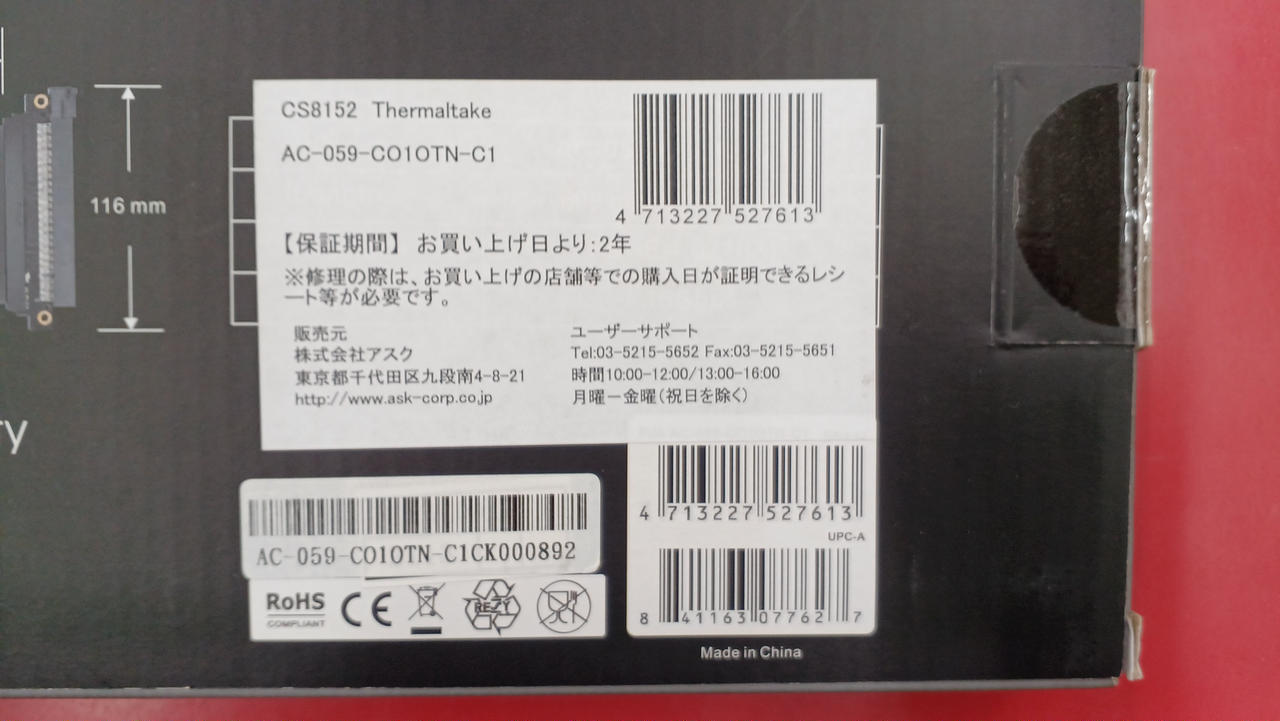 116 mm
ry
CS8152 Thermaltake
AC-059-CO1OTN-C1
4 713227 527613
【保証期間】 お買い上げ日より:2年
※修理の際は、お買い上げの店舗等での購入日が証明できるレシ
ート等が必要です。
販売元
株式会社アスク
東京都千代田区九段南4-8-21
http://www.ask-corp.co.jp
ユーザーサポート
Tel:03-5215-5652 Fax:03-5215-5651
時間10:00-12:00/13:00-16:00
月曜－金曜(祝日を除く)
4 713227 527613
UPC-A
8 41163 07762 7
AC-059-CO1OTN-C1CK000892
RoHS
COMPLIANT
CE
REZY
Made in China